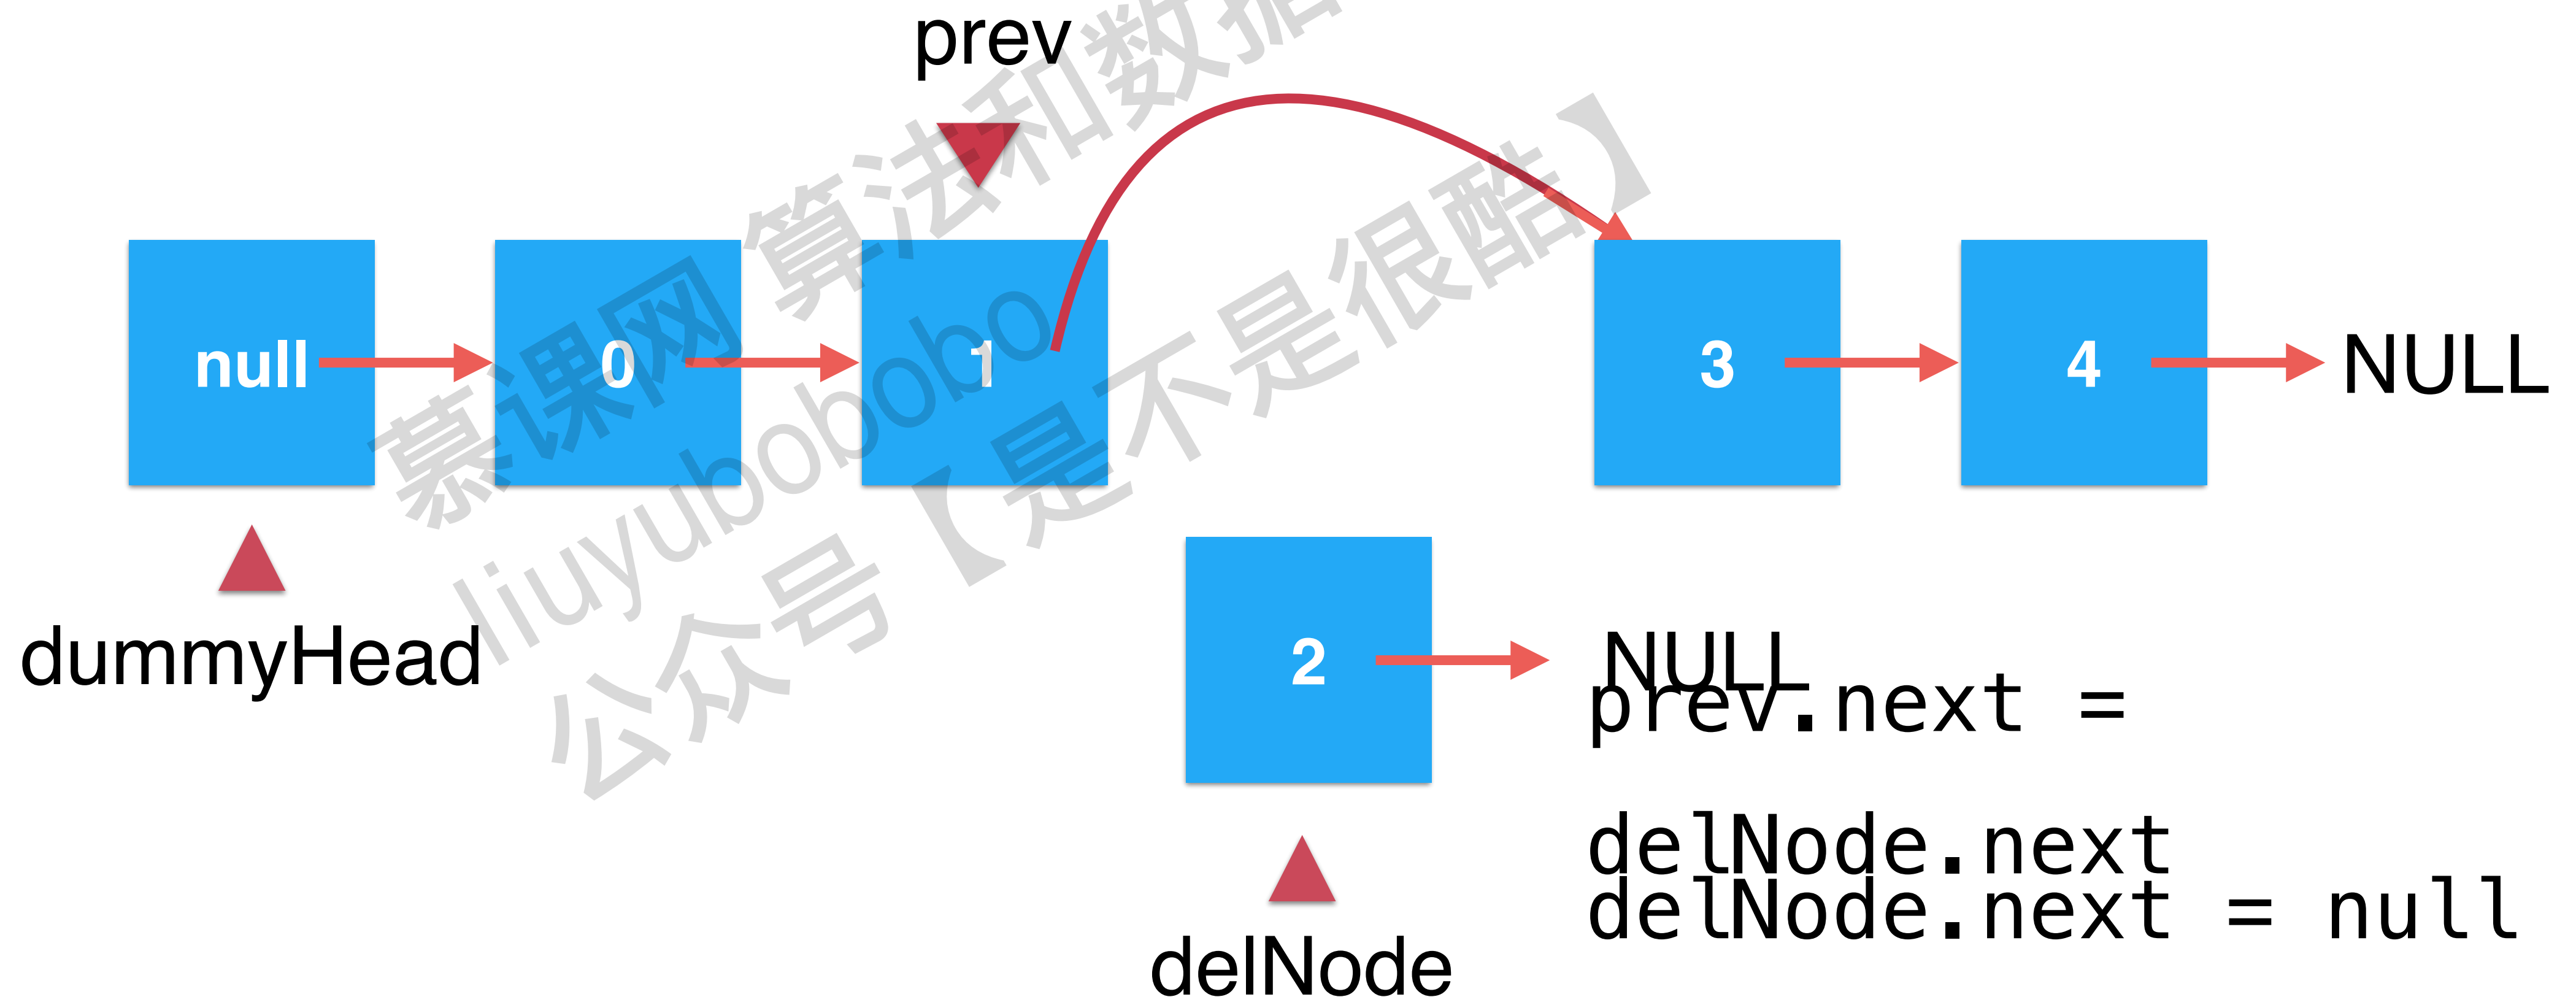 prev
null
0
1
3
4
NULL
dummyHead
2
NULL
prev.next =
delNode.next
delNode.next = null
delNode
慕课网 算法和数据
liuyubobobo
公众号【是不是很酷】